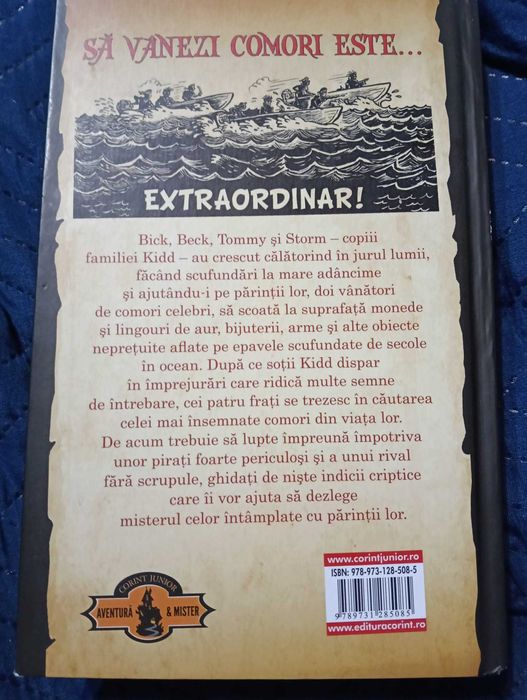 SĂ VANEZI COMORI ESTE...
EXTRAORDINAR!
Bick, Beck, Tommy şi Storm – copiii
familiei Kidd – au crescut călătorind în jurul lumii,
făcând scufundări la mare adâncime
şi ajutându-i pe părinţii lor, doi vânători
de comori celebri, să scoată la suprafaţă monede
şi lingouri de aur, bijuterii, arme şi alte obiecte
nepreţuite aflate pe epavele scufundate de secole
în ocean. După ce soţii Kidd dispar
în împrejurări care ridică multe semne
de întrebare, cei patru fraţi se trezesc în căutarea
celei mai însemnate comori din viaţa lor.
De acum trebuie să lupte împreună împotriva
unor piraţi foarte periculoşi şi a unui rival
fără scrupule, ghidaţi de nişte indicii criptice
care îi vor ajuta să dezlege
misterul celor întâmplate cu părinţii lor.
CORINT JUNIOR
AVENTURĂ & MISTER
www.corintjunior.ro
ISBN: 978-973-128-508-5
9 789731 285085
www.edituracorint.ro